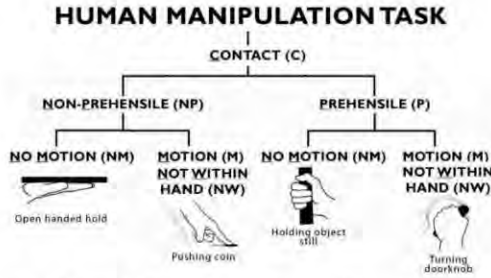 HUMAN MANIPULATION TASK
CONTACT (C)
NON-PREHENSILE (NP)
PREHENSILE (P)
NO MOTION (NM)
MOTION (M)
NOT WITHIN
HAND (NW)
NO MOTION (NM)
MOTION (M)
NOT WITHIN
HAND (NW)
Open handed hold
Pushing coin
Holding object
still
Turning
doorknob